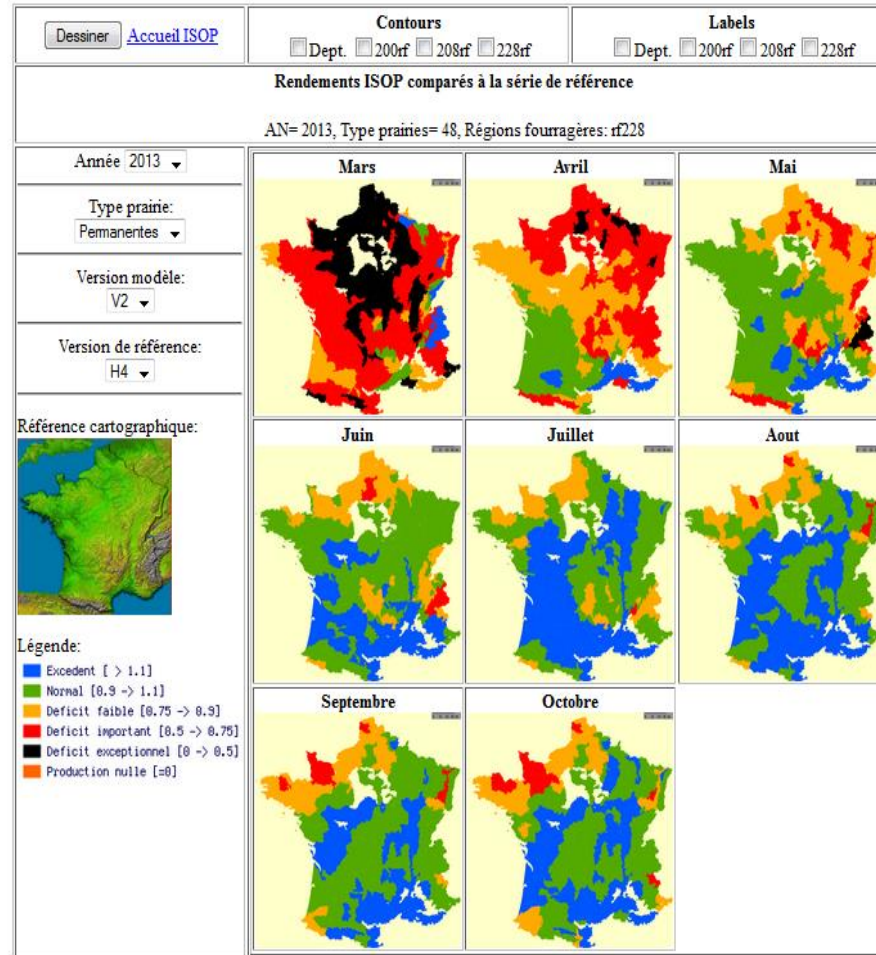 Dessiner Accueil ISOP
Contours
Dept. 200rf 208rf 228rf
Labels
Dept. 200rf 208rf 228rf
Rendements ISOP comparés à la série de référence
AN= 2013, Type prairies= 48, Régions fourragères: rf228
Année 2013
Type prairie:
Permanentes
Version modèle:
V2
Version de référence:
H4
Référence cartographique:
Légende:
Excedent [ > 1.1]
Normal [0.9 -> 1.1]
Deficit faible [0.75 -> 0.9]
Deficit important [0.5 -> 0.75]
Deficit exceptionnel [0 -> 0.5]
Production nulle [=0]
Mars
Avril
Mai
Juin
Juillet
Aout
Septembre
Octobre